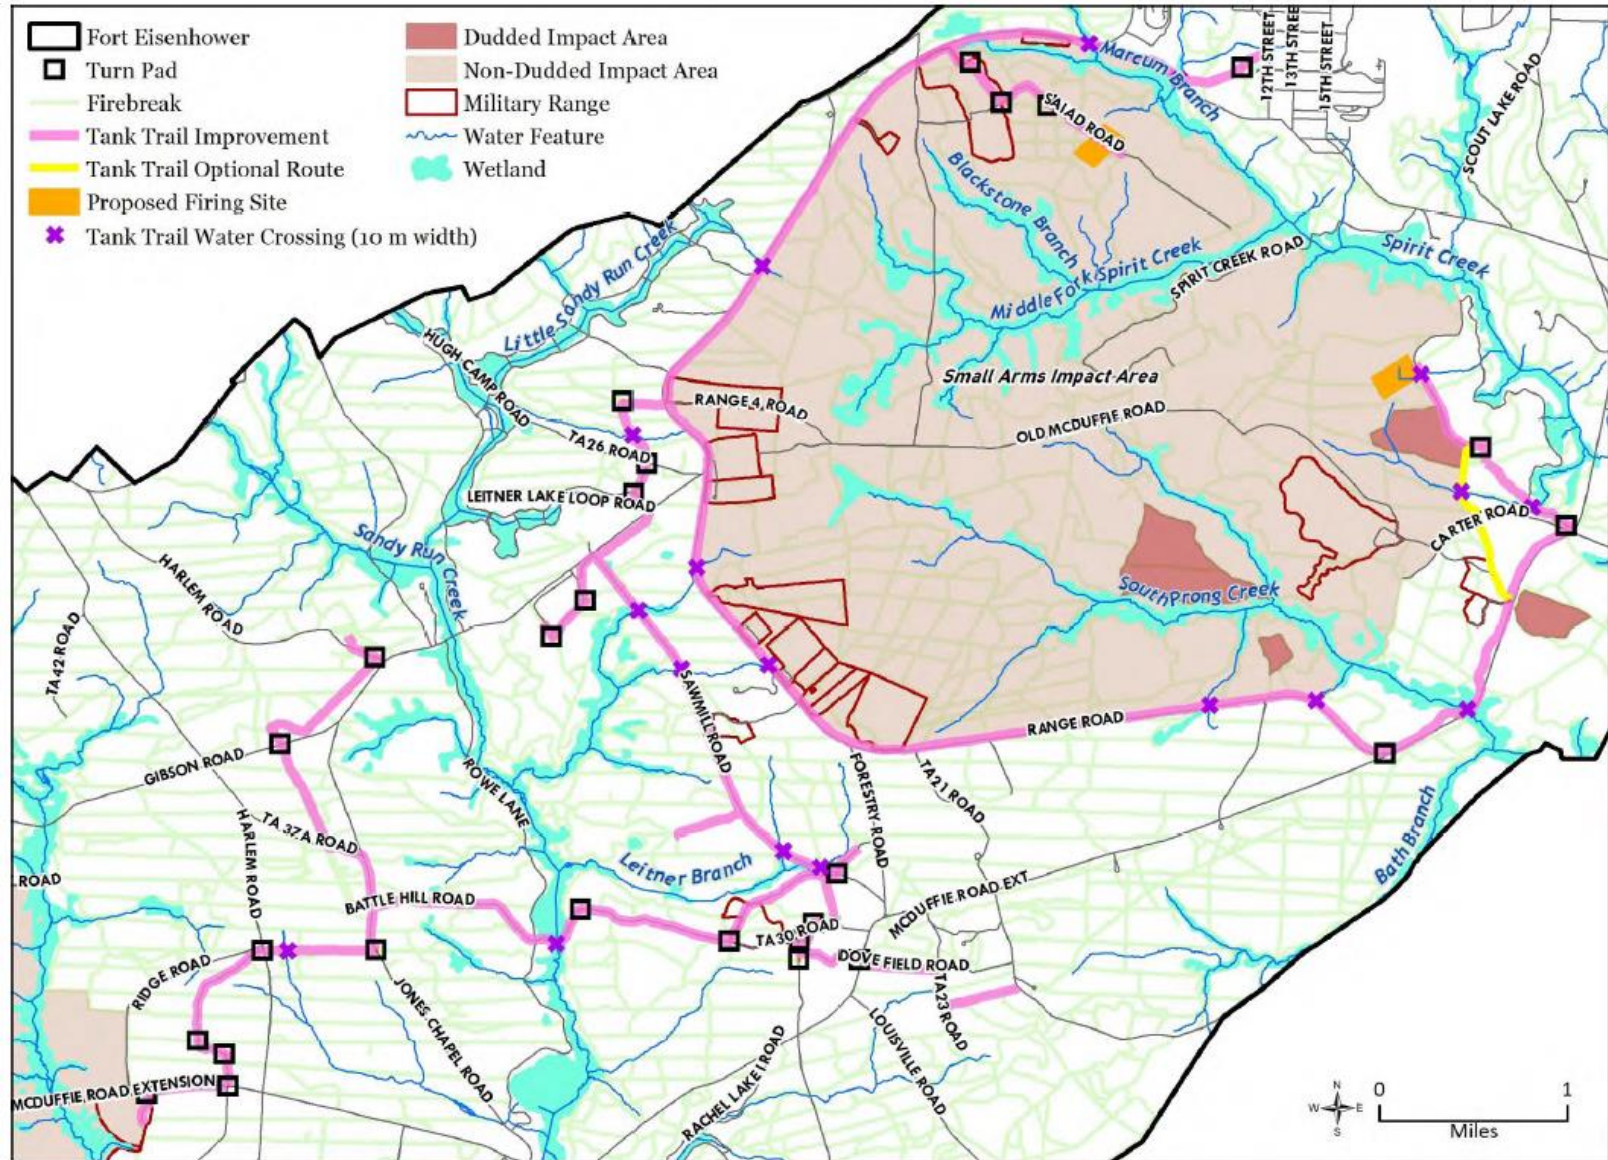 Fort Eisenhower
Turn Pad
Firebreak
Tank Trail Improvement
Tank Trail Optional Route
Proposed Firing Site
Tank Trail Water Crossing (10 m width)
Dudded Impact Area
Non-Dudded Impact Area
Military Range
Water Feature
Wetland
Marcum Branch
12TH STREET
13TH STREE
15TH STREET
SCOUT LAKE ROAD
SAIAD ROAD
Blackstone Branch
Middle Fork Spirit Creek
SPIRIT CREEK ROAD
Spirit Creek
Little Sandy Run Creek
HUGH CAMP ROAD
Small Arms Impact Area
RANGE 4 ROAD
OLD MCDUFFIE ROAD
TA26 ROAD
LEITNER LAKE LOOP ROAD
CARTER ROAD
Sandy Run Creek
HARLEM ROAD
SouthProng Creek
TA42 ROAD
SAWMILL ROAD
RANGE ROAD
GIBSON ROAD
ROWE LANE
FORESTRY ROAD
TA21 ROAD
HARLEM ROAD
TA 37A ROAD
Leitner Branch
Bath Branch
ROAD
BATTLE HILL ROAD
MCDUFFIE ROAD EXT
TA30 ROAD
DOVE FIELD ROAD
RIDGE ROAD
JONES CHAPEL ROAD
TA23 ROAD
LOUISVILLE ROAD
RACHEL LAKE I ROAD
MCDUFFIE ROAD EXTENSION
N
W E
S
0 1
Miles